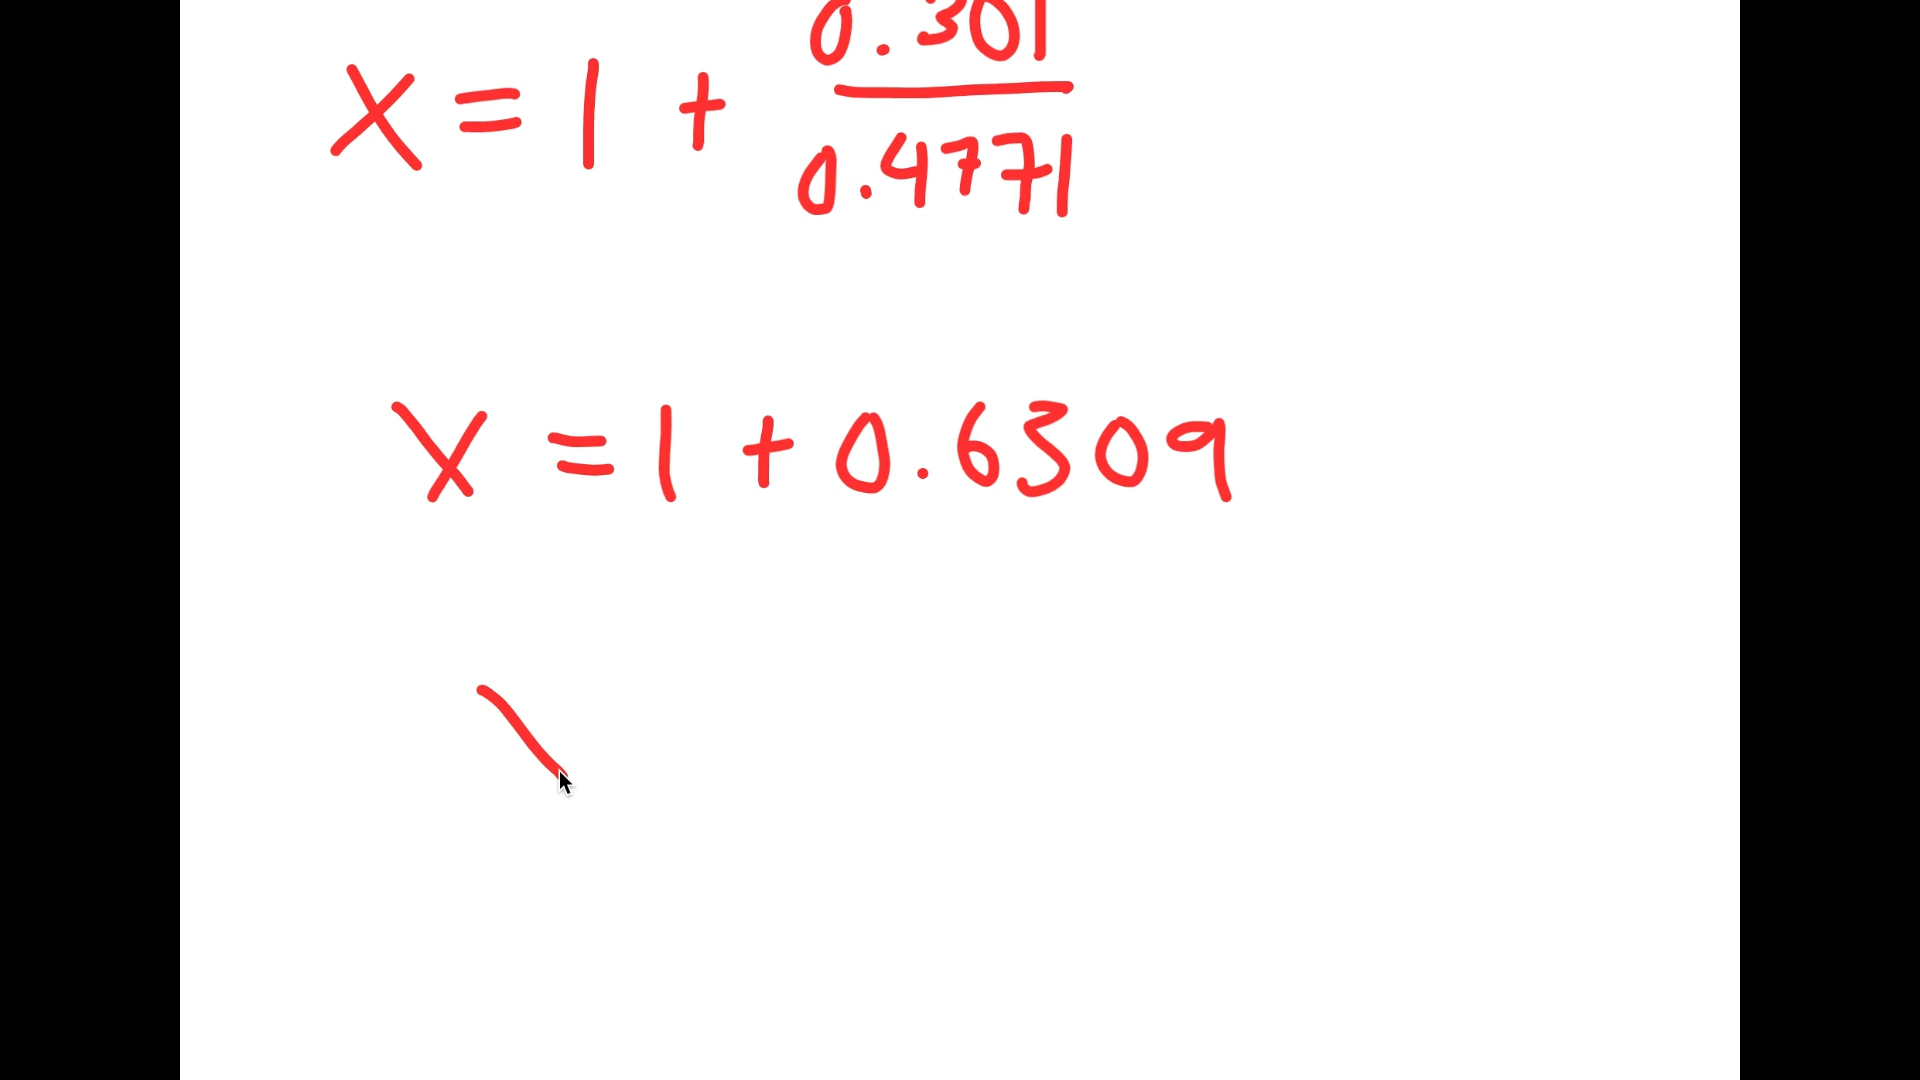 0.301
X = 1 +
0.4771
X = 1 + 0.6309